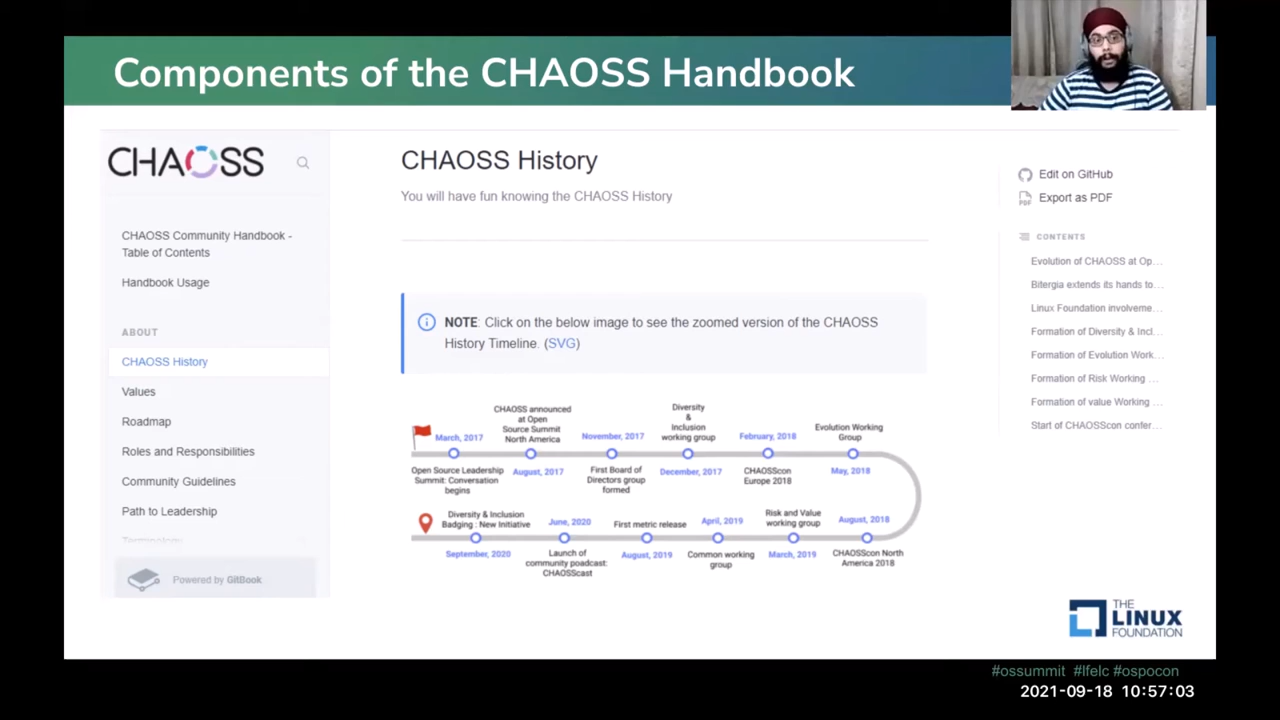 Components of the CHAOSS Handbook
CHAOSS
CHAOSS Community Handbook -
Table of Contents
Handbook Usage
ABOUT
CHAOSS History
Values
Roadmap
Roles and Responsibilities
Community Guidelines
Path to Leadership
Terminology
Powered by GitBook
CHAOSS History
You will have fun knowing the CHAOSS History
NOTE: Click on the below image to see the zoomed version of the CHAOSS
History Timeline. (SVG)
March, 2017
Open Source Leadership
Summit: Conversation
begins
CHAOSS announced
at Open
Source Summit
North America
August, 2017
November, 2017
First Board of
Directors group
formed
Diversity
&
Inclusion
working group
December, 2017
February, 2018
CHAOSScon
Europe 2018
Evolution Working
Group
May, 2018
August, 2018
CHAOSScon North
America 2018
Risk and Value
working group
March, 2019
April, 2019
Common working
group
First metric release
August, 2019
June, 2020
Launch of
community poadcast:
CHAOSScast
Diversity & Inclusion
Badging : New Initiative
September, 2020
Edit on GitHub
PDF
Export as PDF
CONTENTS
Evolution of CHAOSS at Op...
Bitergia extends its hands to...
Linux Foundation involveme...
Formation of Diversity & Incl...
Formation of Evolution Work...
Formation of Risk Working ...
Formation of value Working ...
Start of CHAOSScon confer...
THE
LINUX
FOUNDATION
#ossummit #lfelc #ospocon
2021-09-18 10:57:03